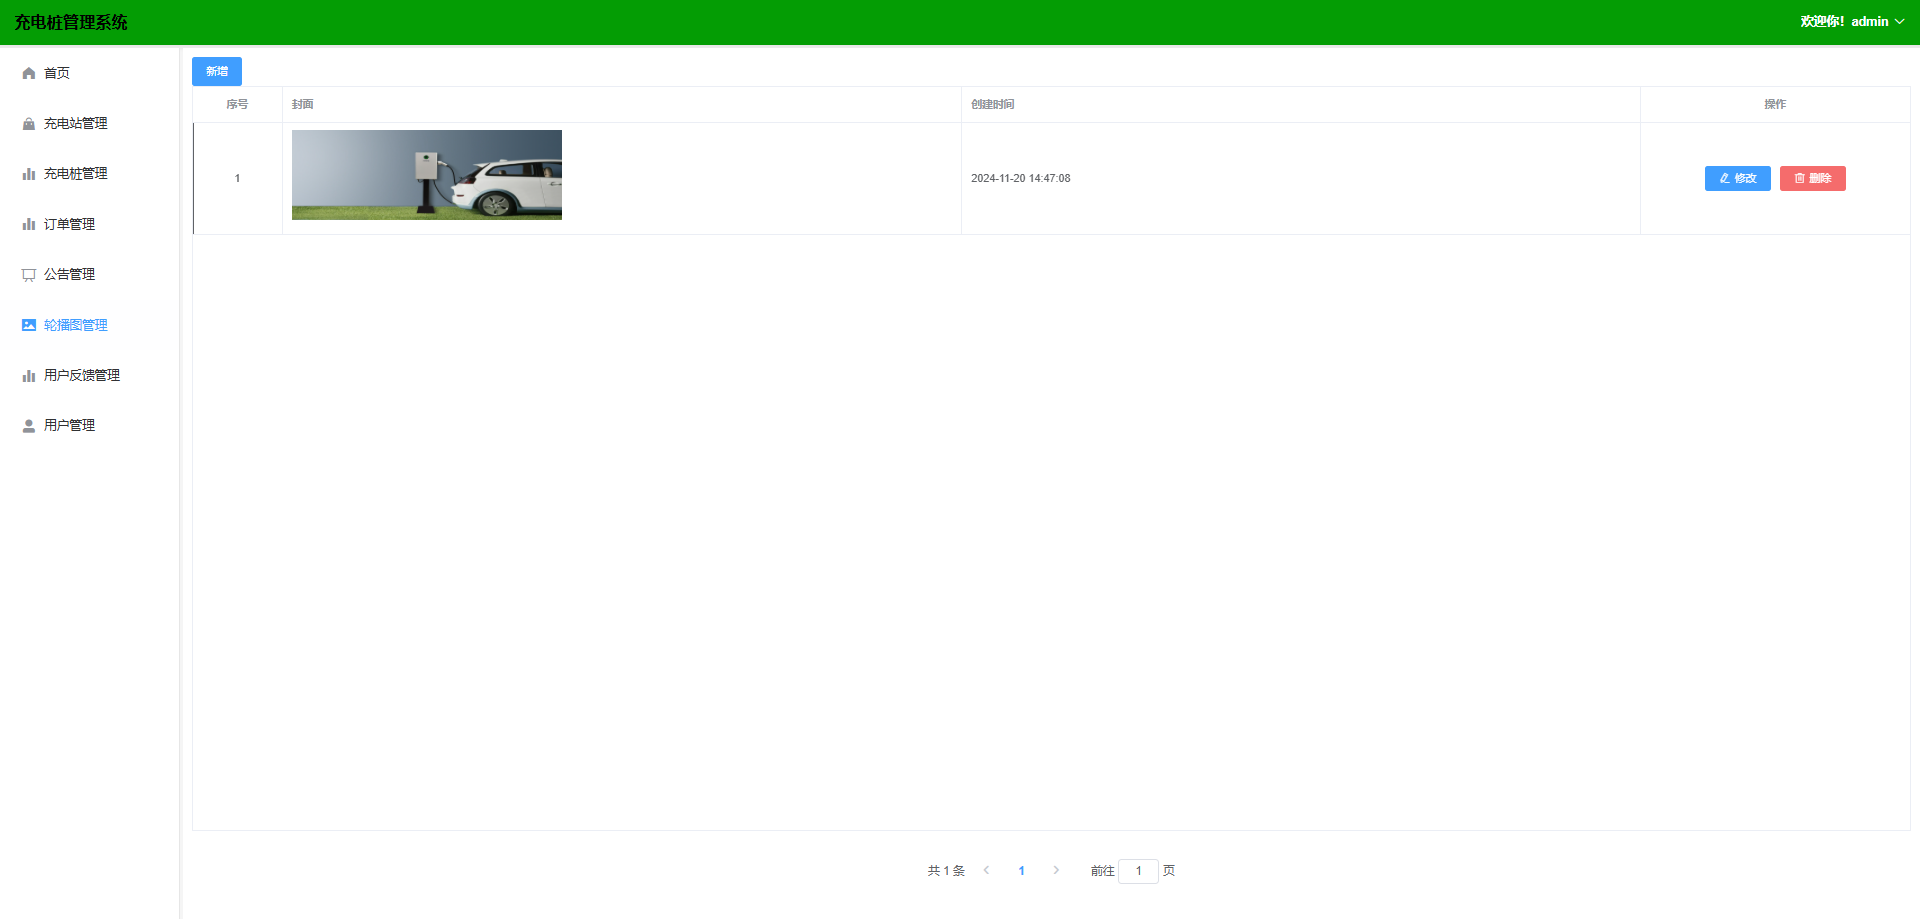 充电桩管理系统
欢迎你！admin
首页
充电站管理
充电桩管理
订单管理
公告管理
轮播图管理
用户反馈管理
用户管理
新增
序号 封面 创建时间 操作
1 2024-11-20 14:47:08 修改 删除
共 1 条 1 前往 1 页